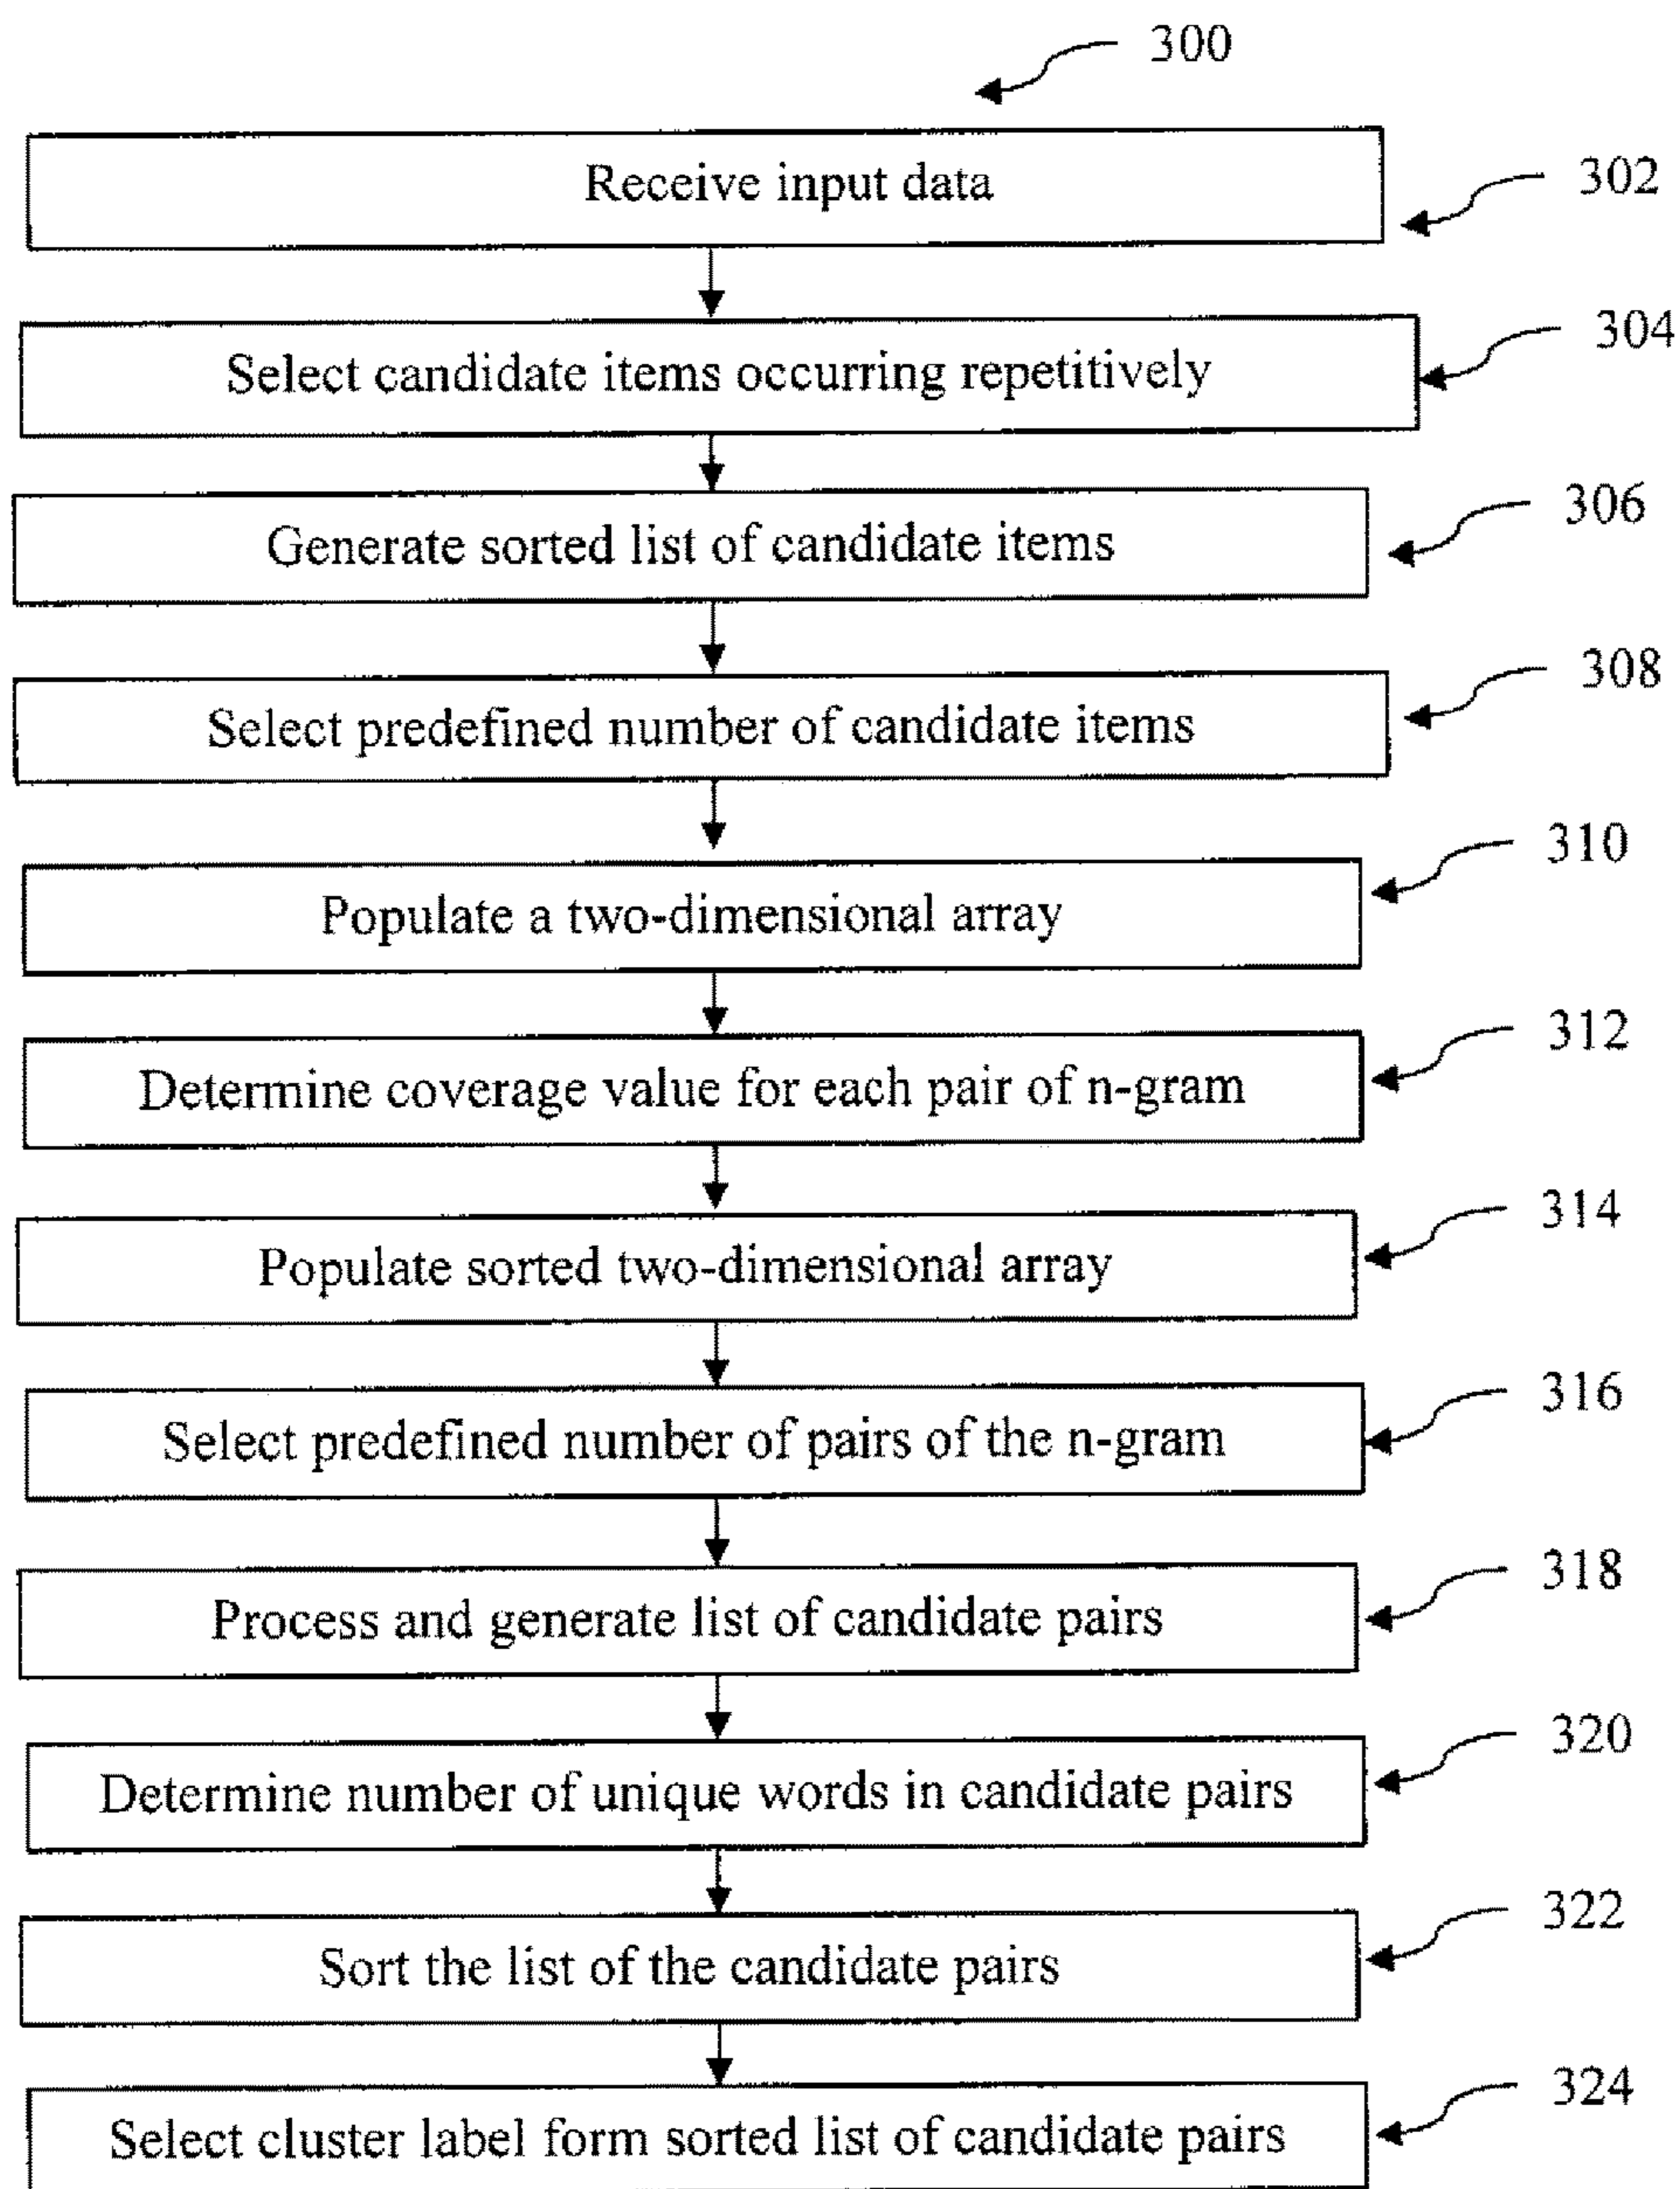 300
Receive input data
302
Select candidate items occurring repetitively
304
Generate sorted list of candidate items
306
Select predefined number of candidate items
308
Populate a two-dimensional array
310
Determine coverage value for each pair of n-gram
312
Populate sorted two-dimensional array
314
Select predefined number of pairs of the n-gram
316
Process and generate list of candidate pairs
318
Determine number of unique words in candidate pairs
320
Sort the list of the candidate pairs
322
Select cluster label form sorted list of candidate pairs
324